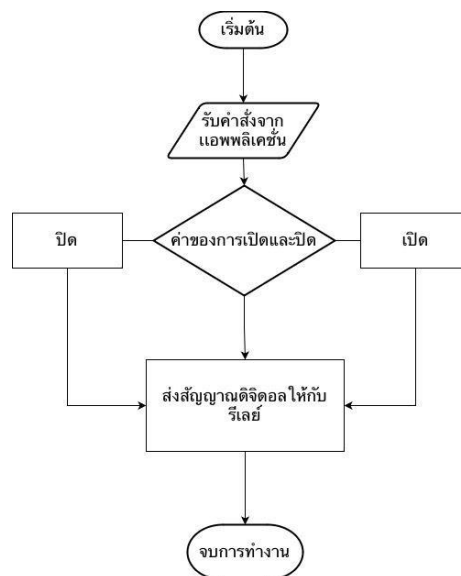 เริ่มต้น
รับคำสั่งจาก
แอพพลิเคชั่น
ปิด
ค่าของการเปิดและปิด
เปิด
ส่งสัญญาณดิจิตอลให้กับ
รีเลย์
จบการทำงาน